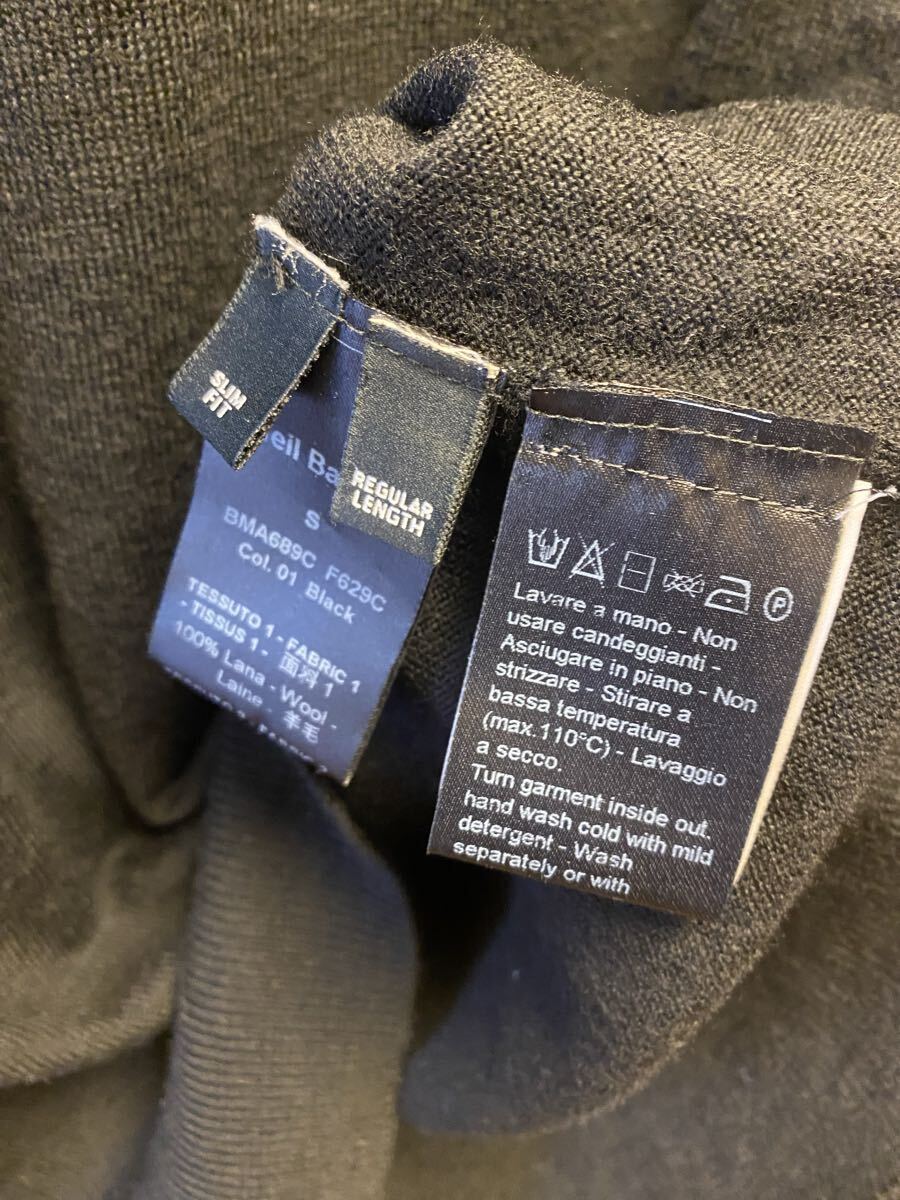 SLIM
FIT
REGULAR
LENGTH
eil Ba
S
BMA689C F629C
Col. 01 Black
TESSUTO 1 - FABRIC 1
- TISSUS 1 - 面料 1
100% Lana - Wool -
Laine - 羊毛
P
Lavare a mano - Non
usare candeggianti -
Asciugare in piano - Non
strizzare - Stirare a
bassa temperatura
(max.110°C) - Lavaggio
a secco.
Turn garment inside out,
hand wash cold with mild
detergent - Wash
separately or with